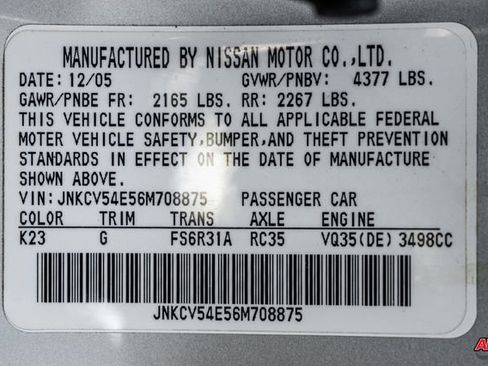 MANUFACTURED BY NISSAN MOTOR CO.,LTD.
DATE: 12/05 GVWR/PNBV: 4377 LBS.
GAWR/PNBE FR: 2165 LBS. RR: 2267 LBS.
THIS VEHICLE CONFORMS TO ALL APPLICABLE FEDERAL
MOTOR VEHICLE SAFETY,BUMPER,AND THEFT PREVENTION
STANDARDS IN EFFECT ON THE DATE OF MANUFACTURE
SHOWN ABOVE.
VIN:JNKCV54E56M708875 PASSENGER CAR
COLOR TRIM TRANS AXLE ENGINE
K23 G FS6R31A RC35 VQ35(DE) 3498CC
JNKCV54E56M708875